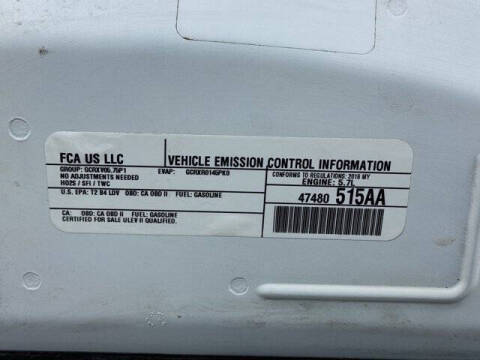 FCA US LLC
VEHICLE EMISSION CONTROL INFORMATION
GROUP: GCRXV05.75P1
EVAP: GCRXR0145PK0
CONFORMS TO REGULATIONS: 2016 MY
NO ADJUSTMENTS NEEDED
ENGINE: 5.7L
HO2S / SFI / TWC
U.S. EPA: T2 B4 LDV OBD: CA OBD II FUEL: GASOLINE
47480 515AA
CA: OBD: CA OBD II FUEL: GASOLINE
CERTIFIED FOR SALE ULEV II QUALIFIED.